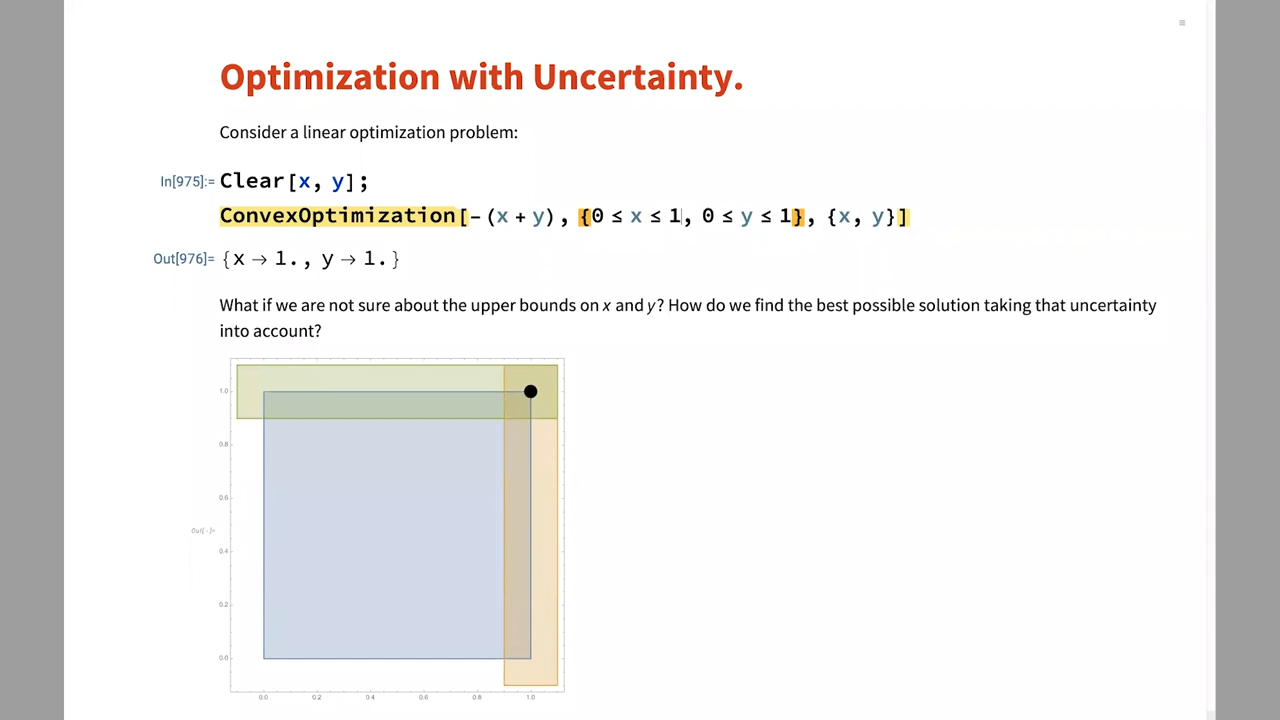 Optimization with Uncertainty.
Consider a linear optimization problem:
In[975]:= Clear[x, y];
ConvexOptimization[-(x + y), {0 ≤ x ≤ 1, 0 ≤ y ≤ 1}, {x, y}]
Out[976]= {x → 1., y → 1.}
What if we are not sure about the upper bounds on x and y? How do we find the best possible solution taking that uncertainty
into account?
1.0
0.8
0.6
Out[-]=
0.4
0.2
0.0
0.0 0.2 0.4 0.6 0.8 1.0